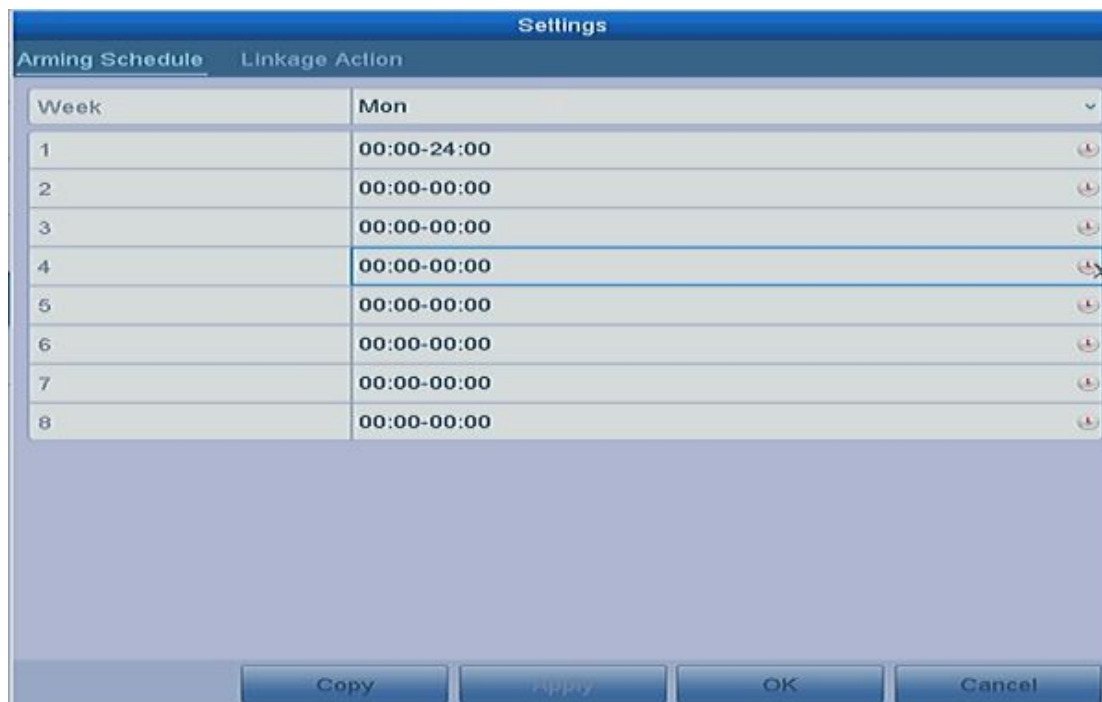 Settings
Arming Schedule Linkage Action
Week Mon
1 00:00-24:00
2 00:00-00:00
3 00:00-00:00
4 00:00-00:00
5 00:00-00:00
6 00:00-00:00
7 00:00-00:00
8 00:00-00:00
Copy Apply OK Cancel